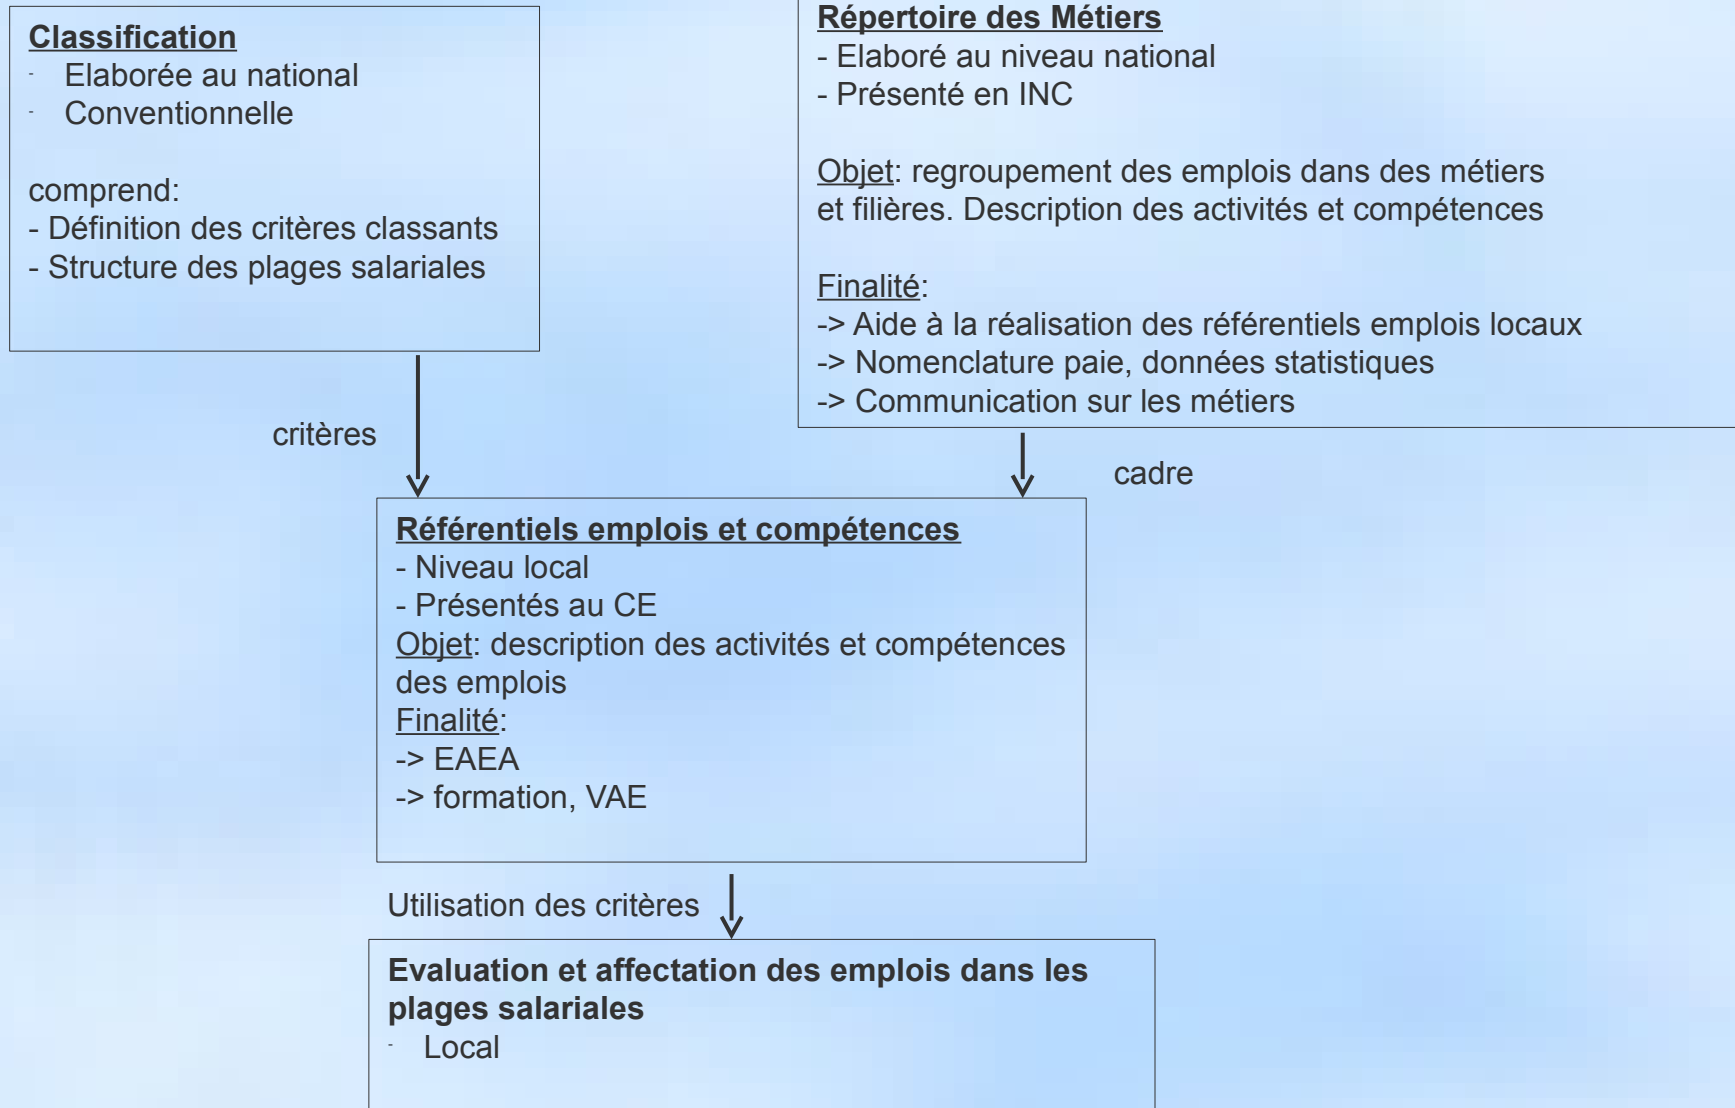 Classification
- Elaborée au national
- Conventionnelle
comprend:
- Définition des critères classants
- Structure des plages salariales
Répertoire des Métiers
- Elaboré au niveau national
- Présenté en INC
Objet: regroupement des emplois dans des métiers
et filières. Description des activités et compétences
Finalité:
-> Aide à la réalisation des référentiels emplois locaux
-> Nomenclature paie, données statistiques
-> Communication sur les métiers
critères
cadre
Référentiels emplois et compétences
- Niveau local
- Présentés au CE
Objet: description des activités et compétences
des emplois
Finalité:
-> EAEA
-> formation, VAE
Utilisation des critères
Evaluation et affectation des emplois dans les
plages salariales
- Local